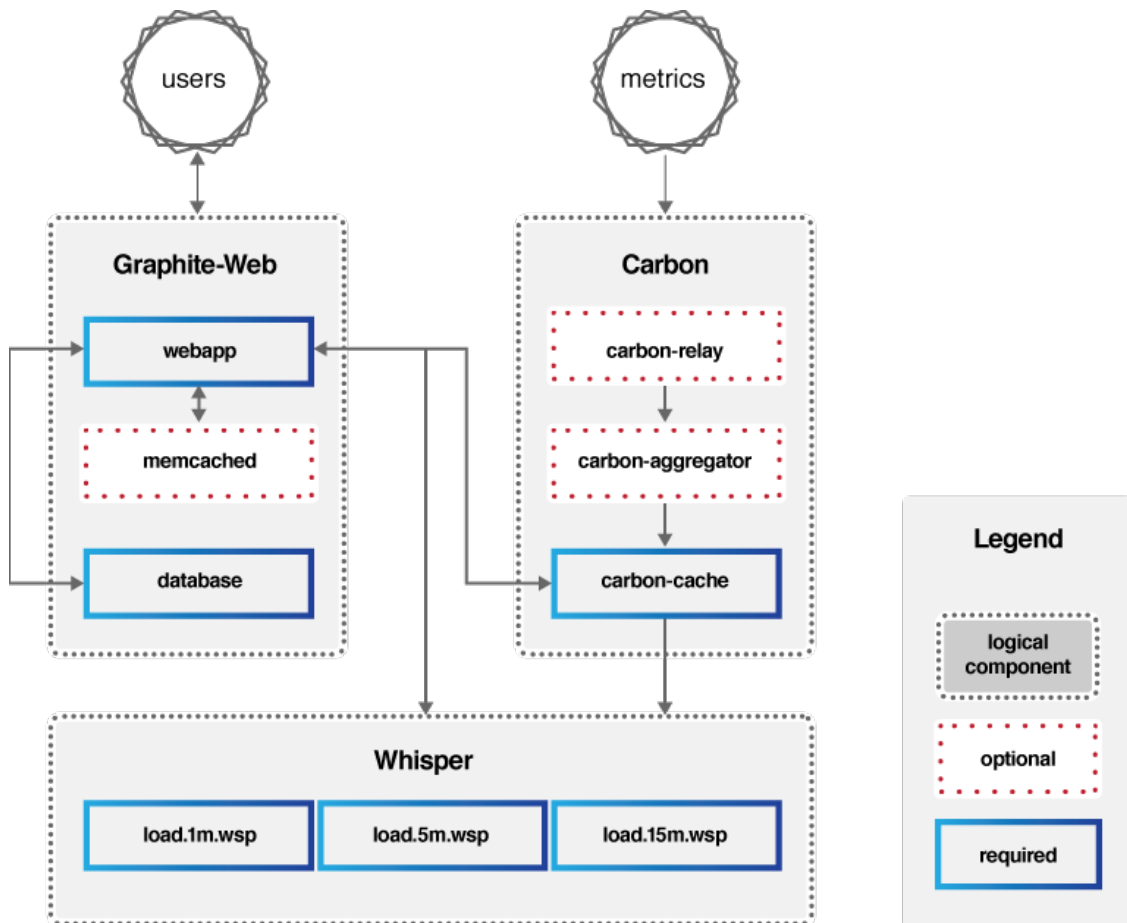 users
metrics
Graphite-Web
Carbon
webapp
carbon-relay
memcached
carbon-aggregator
database
carbon-cache
Whisper
load.1m.wsp
load.5m.wsp
load.15m.wsp
Legend
logical
component
optional
required